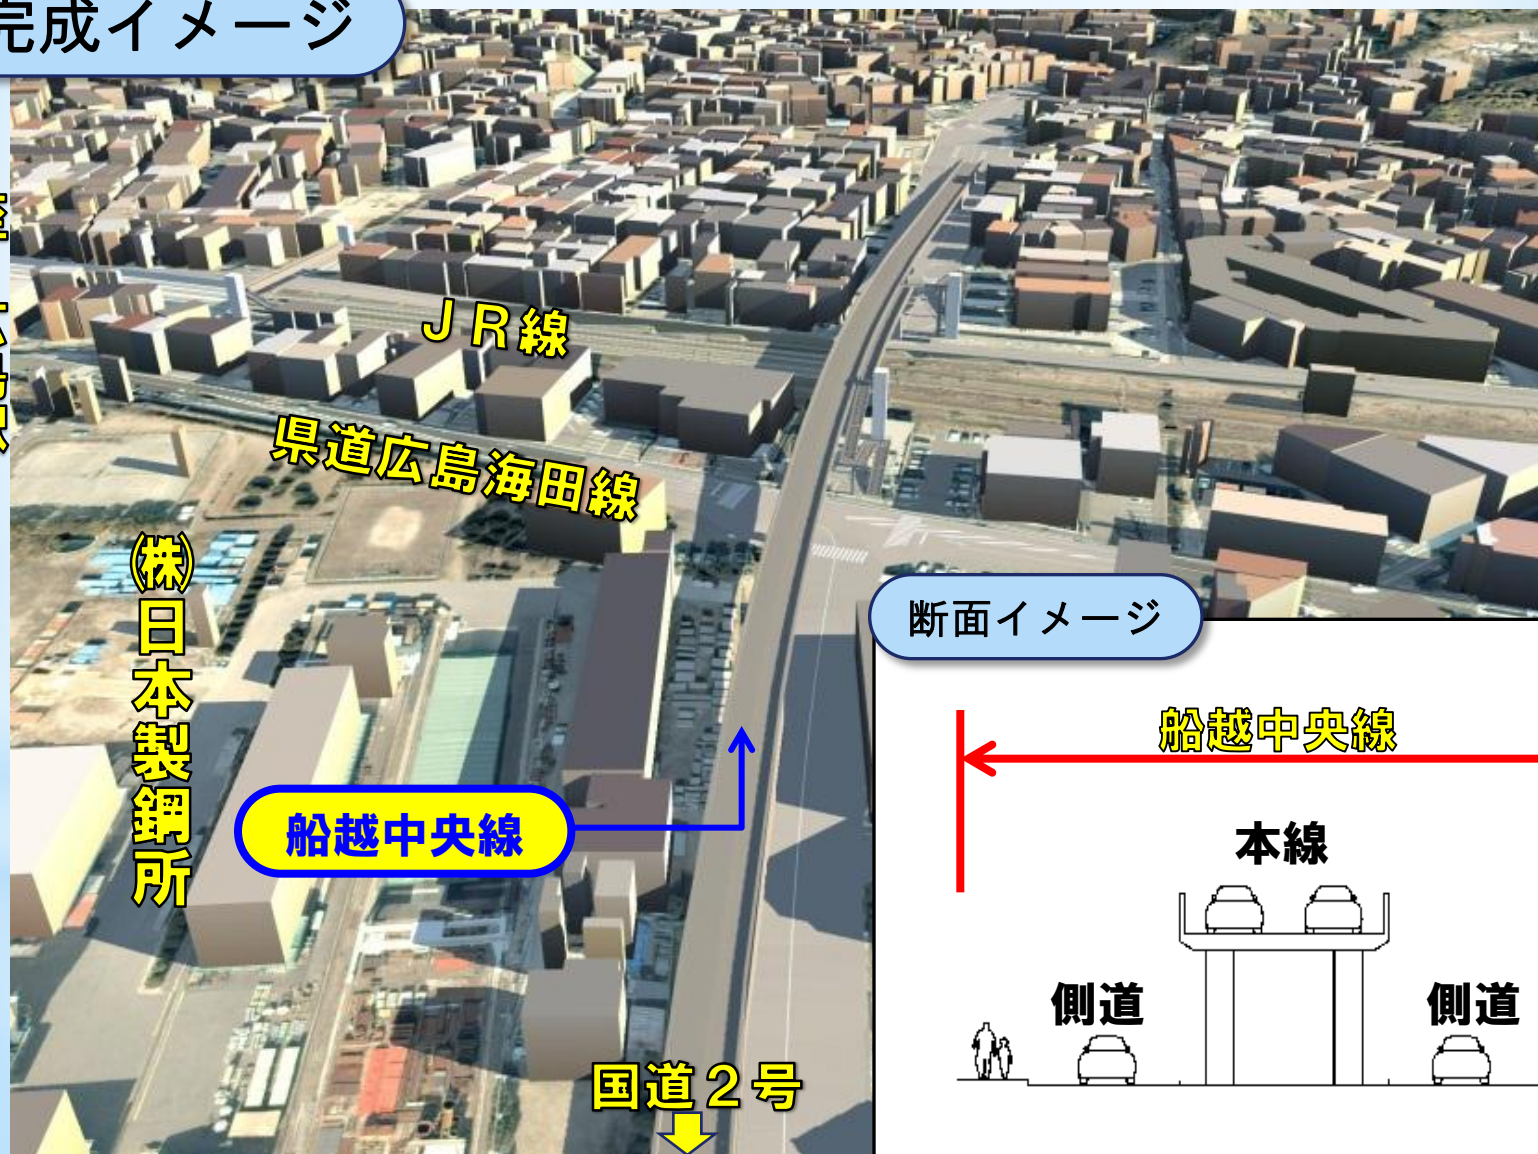 完成イメージ
JR線
県道広島海田線
㈱日本製鋼所
船越中央線
国道2号
断面イメージ
船越中央線
本線
側道
側道